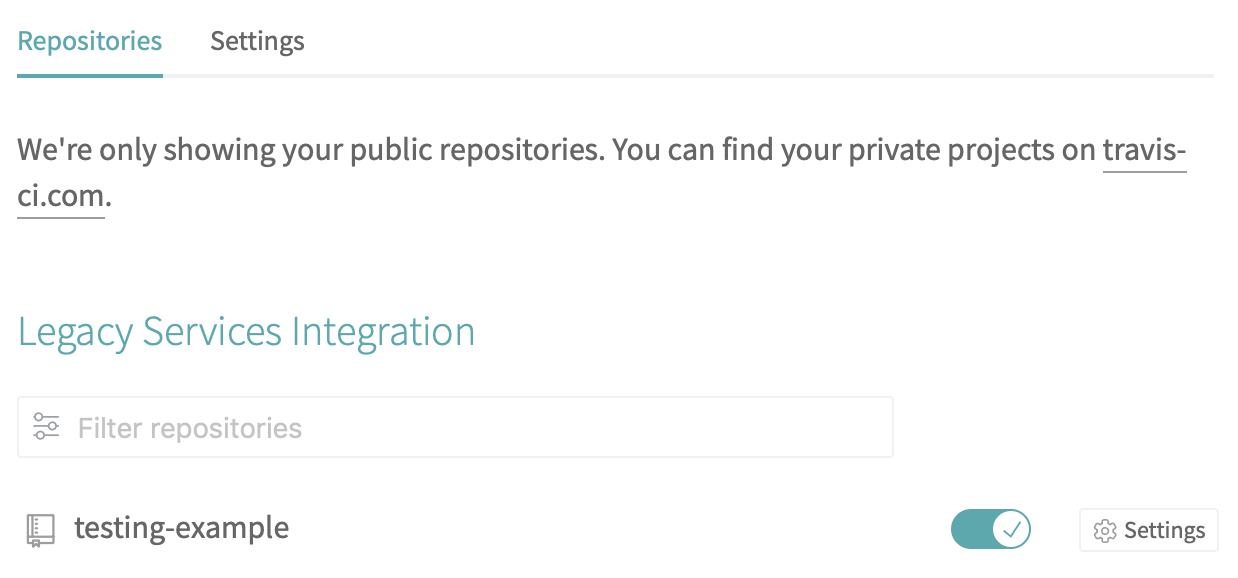 Repositories Settings
We're only showing your public repositories. You can find your private projects on travis-
ci.com.
Legacy Services Integration
Filter repositories
testing-example Settings